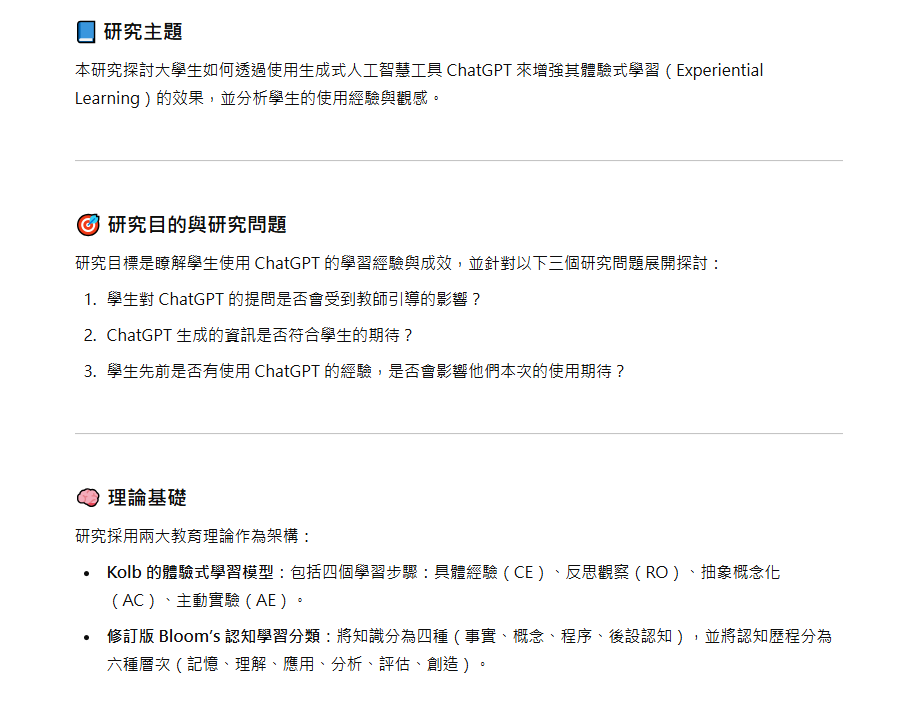 研究主題
本研究探討大學生如何透過使用生成式人工智慧工具 ChatGPT 來增強其體驗式學習（Experiential
Learning）的效果，並分析學生的使用經驗與觀感。
研究目的與研究問題
研究目標是瞭解學生使用 ChatGPT 的學習經驗與成效，並針對以下三個研究問題展開探討：
1. 學生對 ChatGPT 的提問是否會受到教師引導的影響？
2. ChatGPT 生成的資訊是否符合學生的期待？
3. 學生先前是否有使用 ChatGPT 的經驗，是否會影響他們本次的使用期待？
理論基礎
研究採用兩大教育理論作為架構：
• Kolb 的體驗式學習模型：包括四個學習步驟：具體經驗（CE）、反思觀察（RO）、抽象概念化
（AC）、主動實驗（AE）。
• 修訂版 Bloom’s 認知學習分類：將知識分為四種（事實、概念、程序、後設認知），並將認知歷程分為
六種層次（記憶、理解、應用、分析、評估、創造）。